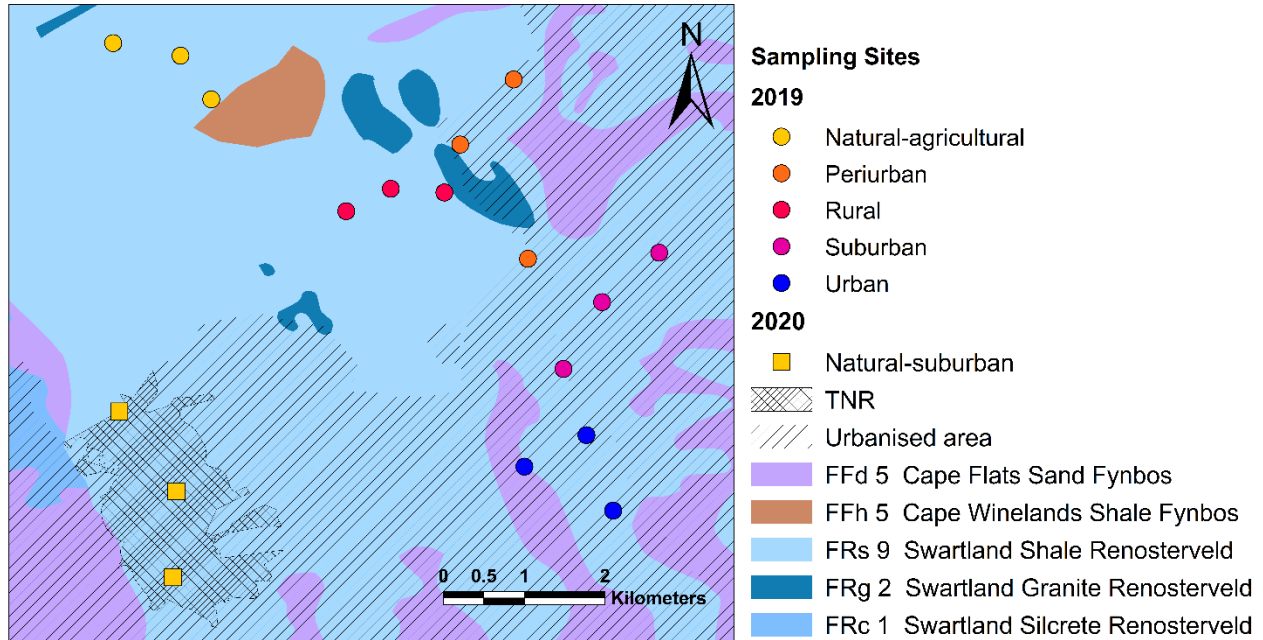 N
0 0.5 1 2
Kilometers
Sampling Sites
2019
Natural-agricultural
Periurban
Rural
Suburban
Urban
2020
Natural-suburban
TNR
Urbanised area
FFd 5 Cape Flats Sand Fynbos
FFh 5 Cape Winelands Shale Fynbos
FRs 9 Swartland Shale Renosterveld
FRg 2 Swartland Granite Renosterveld
FRc 1 Swartland Silcrete Renosterveld